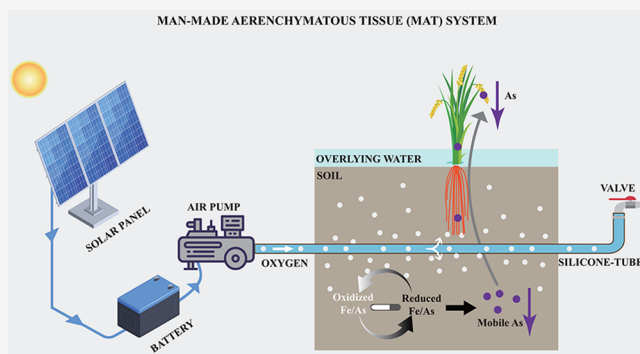 MAN-MADE AERENCHYMATOUS TISSUE (MAT) SYSTEM
As
OVERLYING WATER
SOIL
VALVE
SOLAR PANEL
AIR PUMP
OXYGEN
SILICONE-TUBE
BATTERY
Oxidized
Fe/As
Reduced
Fe/As
Mobile As